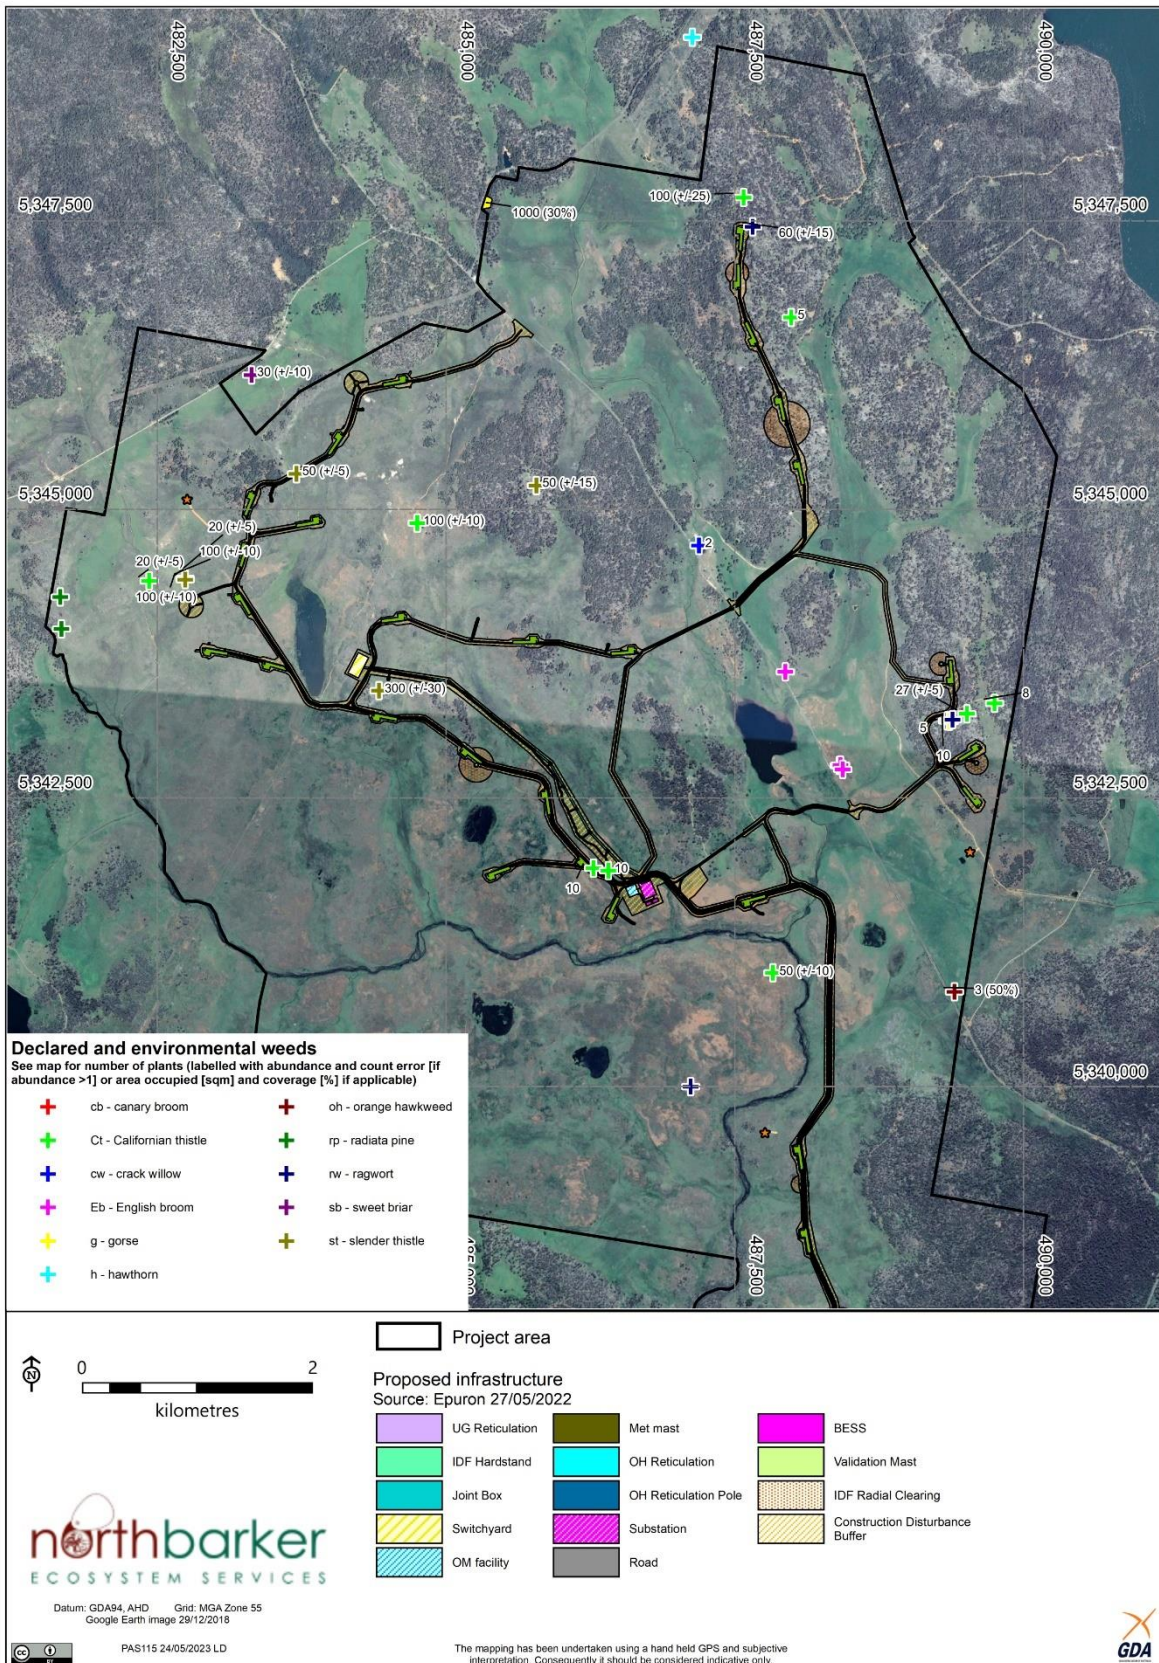 482,500
485,000
487,500
490,000
5,347,500
5,347,500
100 (+/-25)
1000 (30%)
60 (+/-15)
5
30 (+/-10)
50 (+/-5)
50 (+/-15)
5,345,000
5,345,000
20 (+/-5)
100 (+/-10)
100 (+/-10)
2
20 (+/-5)
100 (+/-10)
300 (+/-30)
27 (+/-5)
8
5
10
5,342,500
5,342,500
10
10
50 (+/-10)
3 (50%)
5,340,000
485,000
487,500
490,000
Declared and environmental weeds
See map for number of plants (labelled with abundance and count error [if
abundance >1] or area occupied [sqm] and coverage [%] if applicable)
cb - canary broom
Ct - Californian thistle
cw - crack willow
Eb - English broom
g - gorse
h - hawthorn
oh - orange hawkweed
rp - radiata pine
rw - ragwort
sb - sweet briar
st - slender thistle
Project area
N
0
2
kilometres
Proposed infrastructure
Source: Epuron 27/05/2022
UG Reticulation
IDF Hardstand
Joint Box
Switchyard
OM facility
Met mast
OH Reticulation
OH Reticulation Pole
Substation
Road
BESS
Validation Mast
IDF Radial Clearing
Construction Disturbance
Buffer
northbarker
ECOSYSTEM SERVICES
Datum: GDA94, AHD Grid: MGA Zone 55
Google Earth image 29/12/2018
cc
BY
PAS115 24/05/2023 LD
The mapping has been undertaken using a hand held GPS and subjective
interpretation. Consequently it should be considered indicative only.
GDA